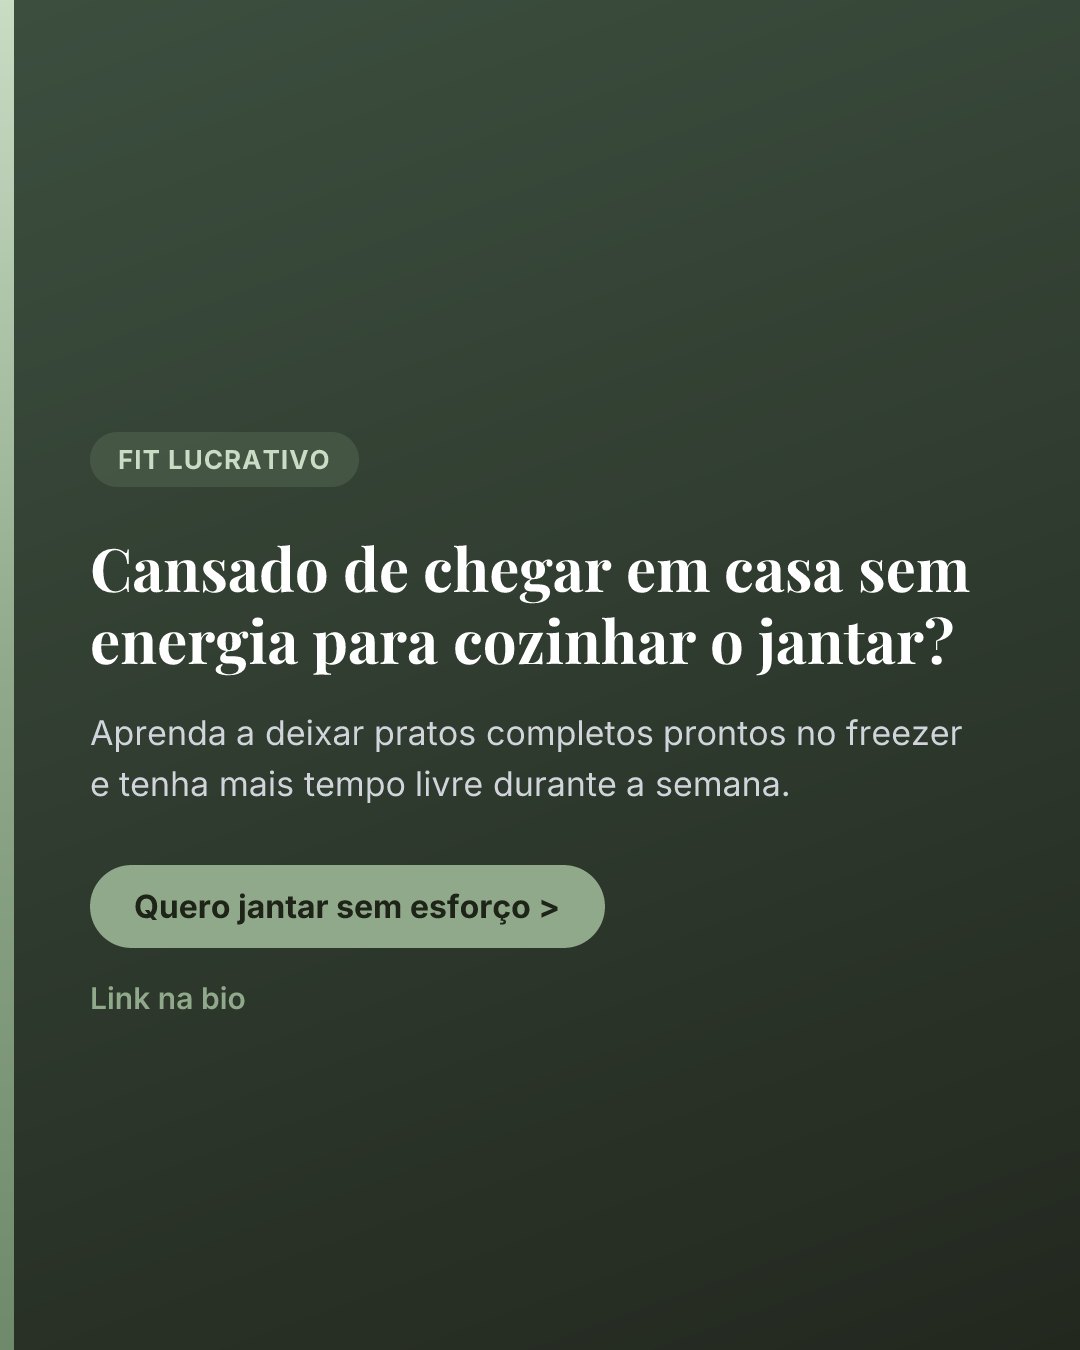 FIT LUCRATIVO
Cansado de chegar em casa sem
energia para cozinhar o jantar?
Aprenda a deixar pratos completos prontos no freezer
e tenha mais tempo livre durante a semana.
Quero jantar sem esforço >
Link na bio